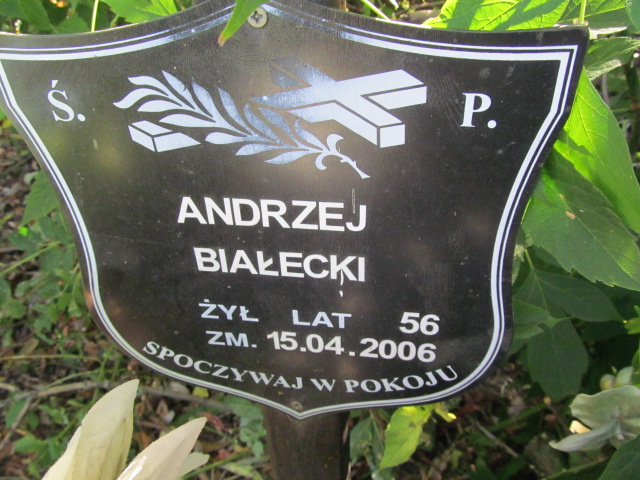 Ś. P.
ANDRZEJ
BIAŁECKI
ŻYŁ LAT 56
ZM. 15.04.2006
SPOCZYWAJ W POKOJU